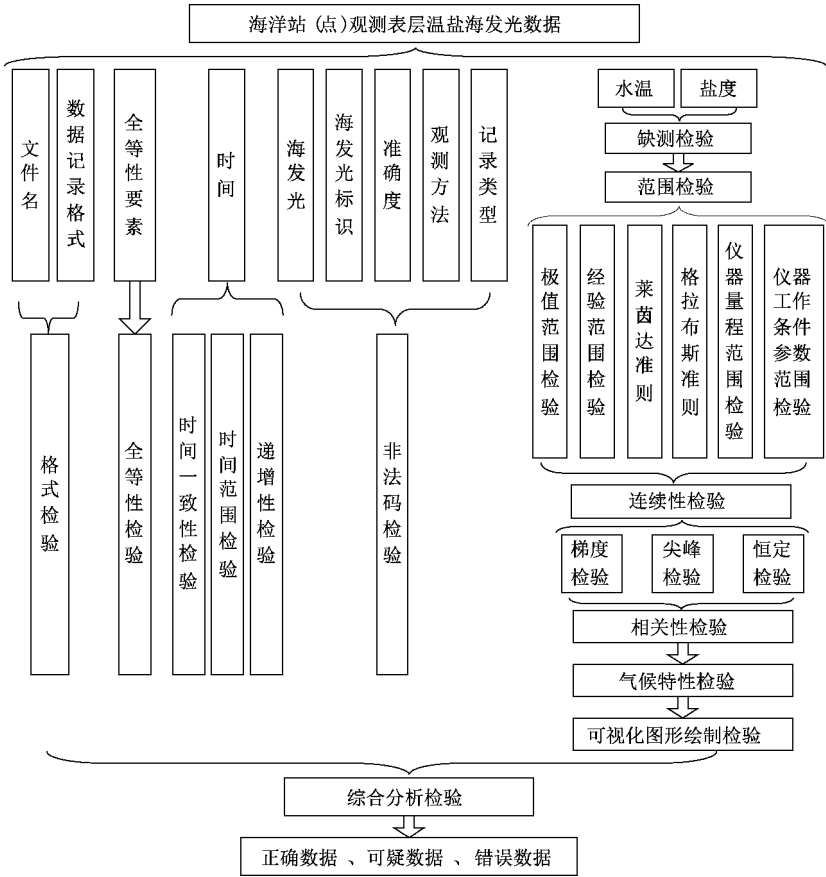 海洋站（点）观测表层温盐海发光数据
文件名
数据记录格式
全等性要素
时间
海发光
海发光标识
准确度
观测方法
记录类型
水温
盐度
缺测检验
范围检验
极值范围检验
经验范围检验
莱茵达准则
格拉布斯准则
仪器量程范围检验
仪器
工作
条件
参数
范围
检验
格式检验
全等性检验
时间一致性检验
时间范围检验
递增性检验
非法码检验
连续性检验
梯度
检验
尖峰
检验
恒定
检验
相关性检验
气候特性检验
可视化图形绘制检验
综合分析检验
正确数据 、可疑数据 、错误数据